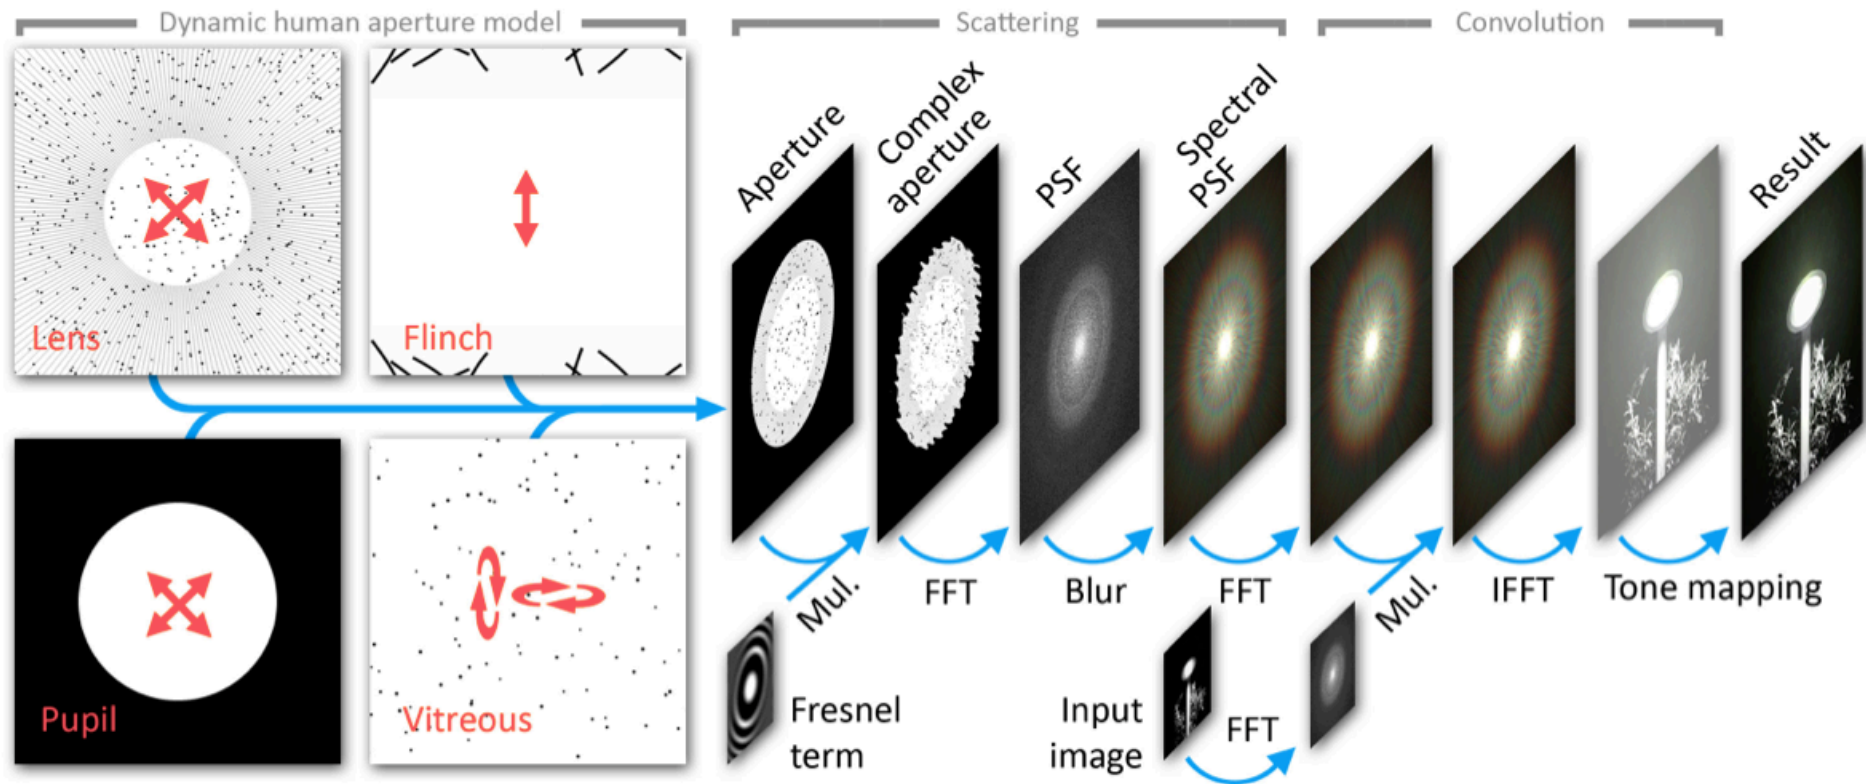 Dynamic human aperture model
Scattering
Convolution
Lens
Flinch
Pupil
Vitreous
Aperture
Complex
aperture
PSF
Spectral
PSF
Result
Mul.
FFT
Blur
FFT
Mul.
IFFT
Tone mapping
Fresnel
term
Input
image
FFT